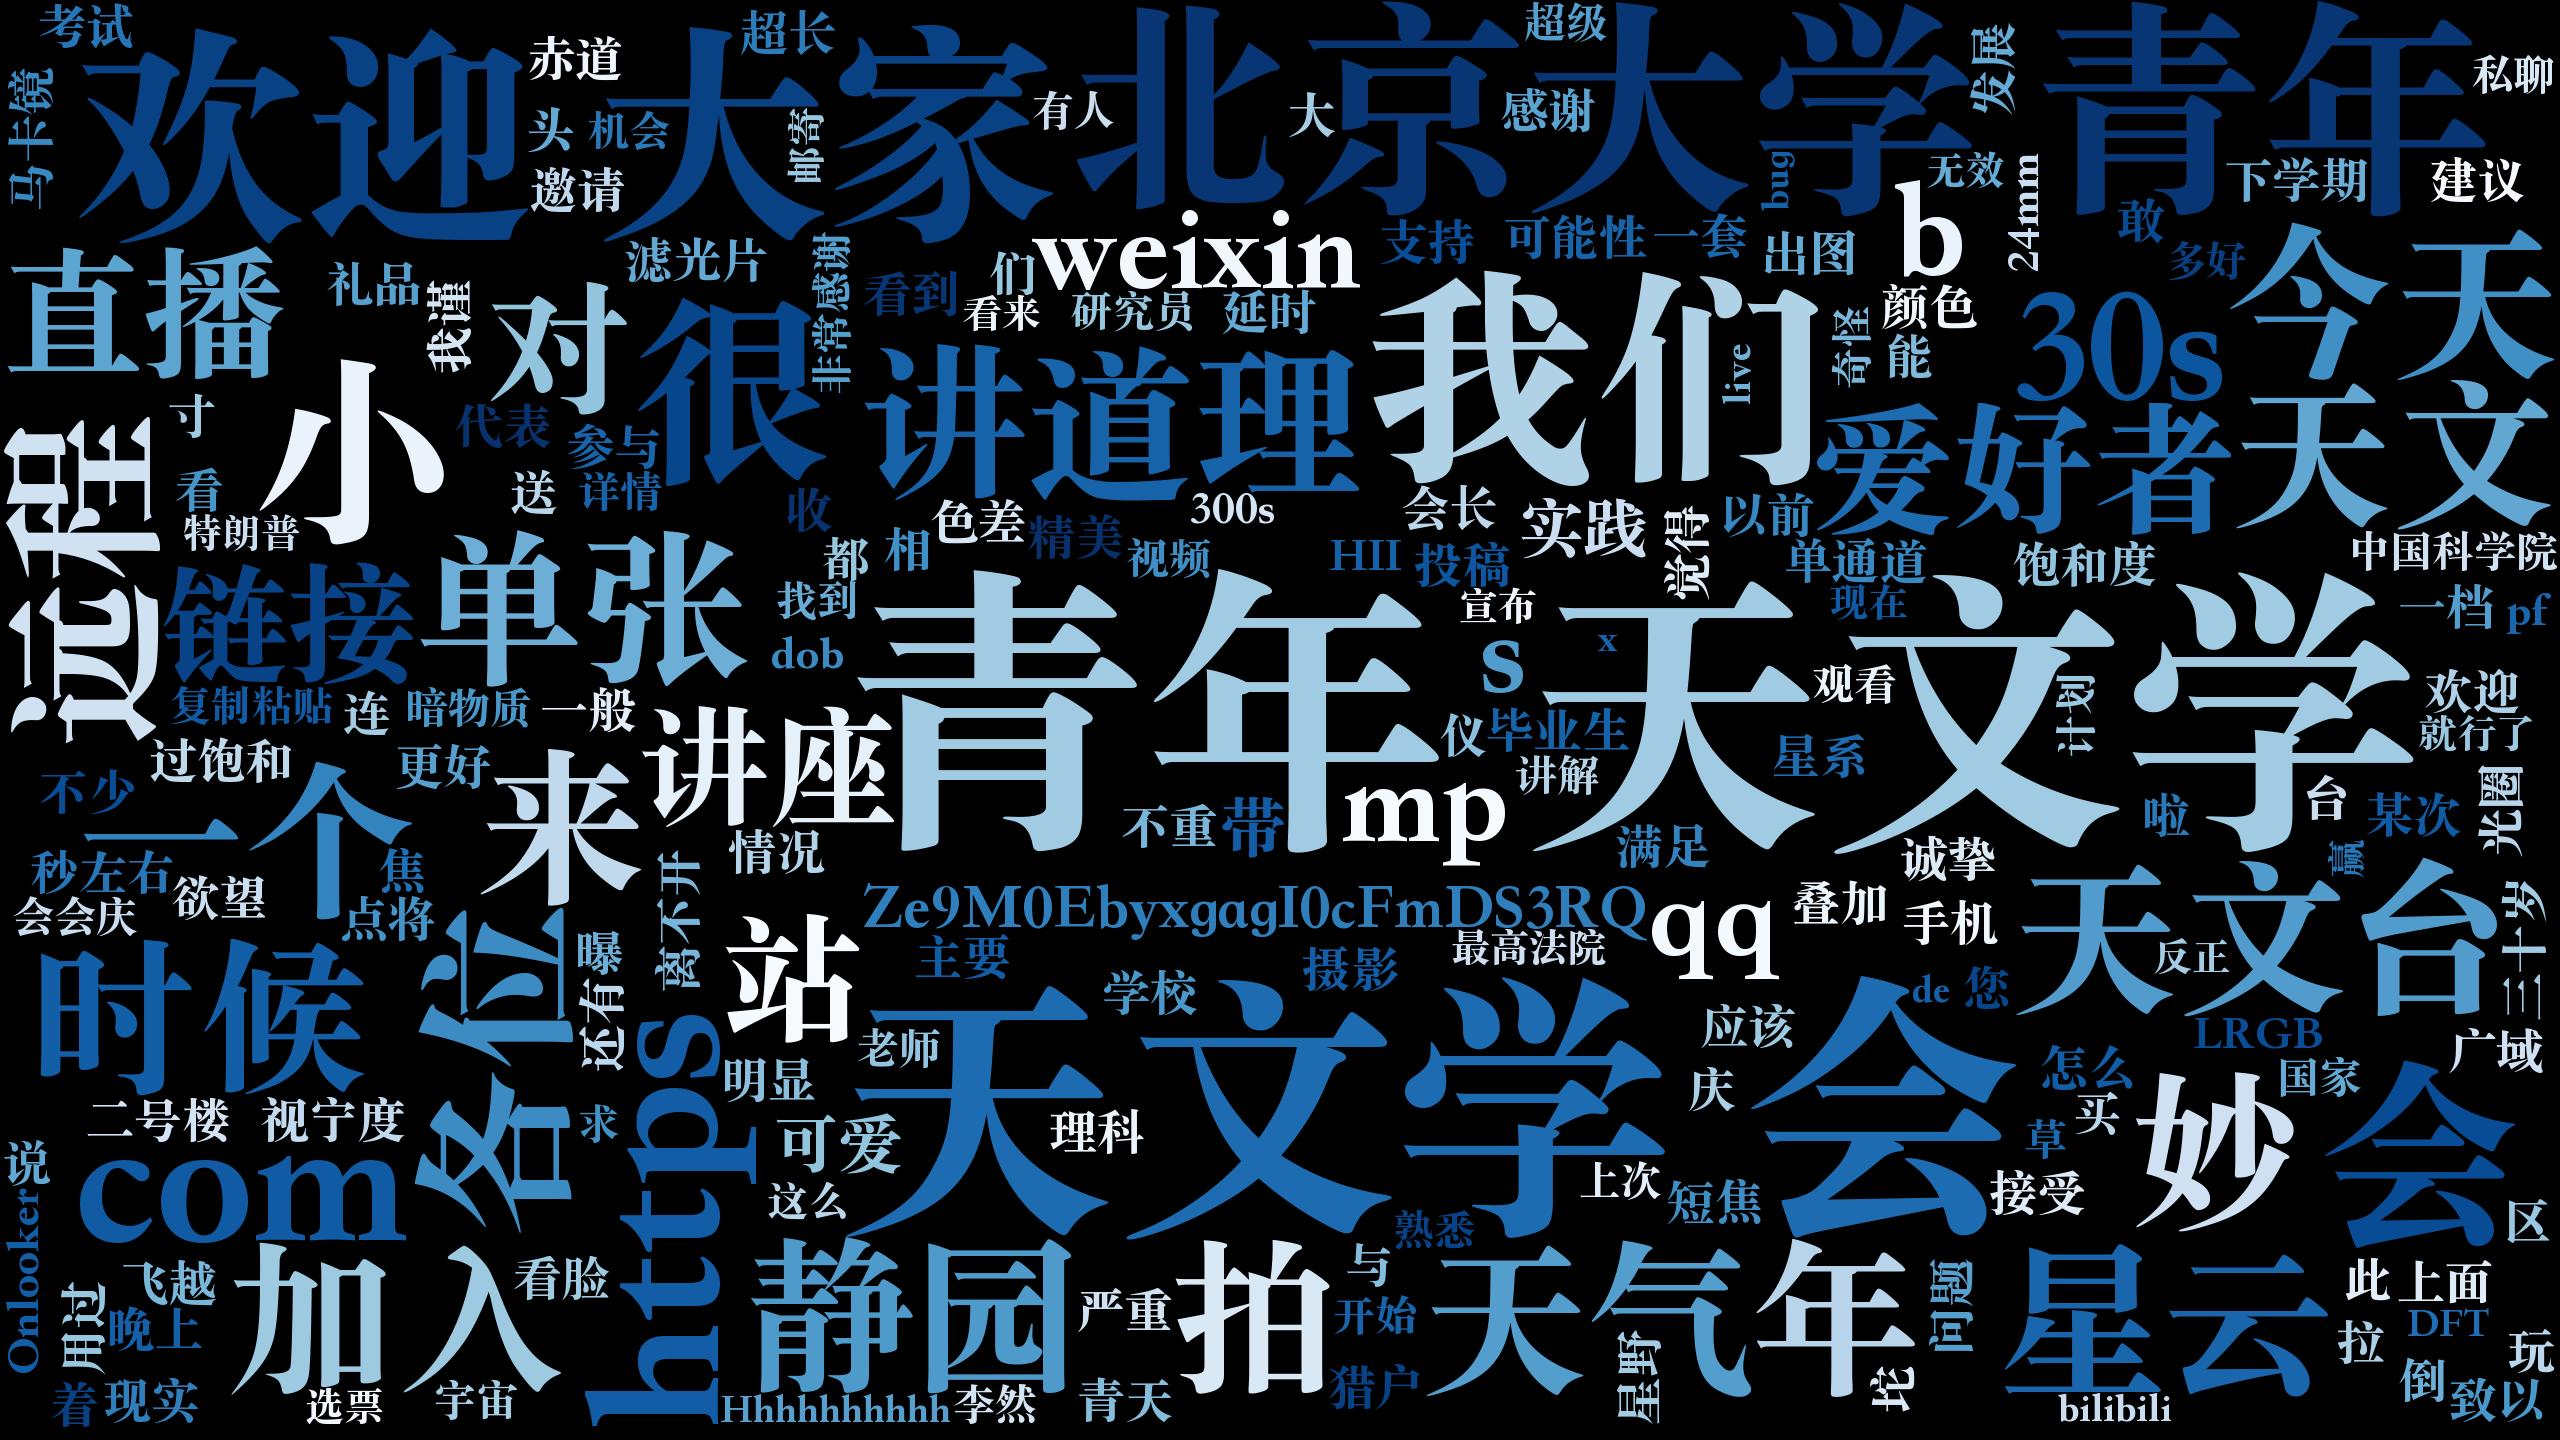 考试
超长
超级
欢迎大家北京大学青年
赤道
发展
私聊
马卡镜
头
机会
邮寄
有人
大
感谢
邀请
bug
无效
24mm
下学期
建议
敢
多好
直播
礼品
我谨
对
滤光片
非常感谢
很
看到
们
weixin
支持
可能性
一套
出图
b
看来
研究员
延时
我们
live
奇怪
颜色
能
30s
今天
寸
小
代表
参与
讲道理
爱好者
天文
远程
看
特朗普
送
详情
收
都
相
色差
精美
300s
视频
会长
实践
觉得
以前
HII
投稿
单通道
现在
饱和度
中国科学院
一档
pf
链接
单张
找到
dob
青年天文学
宣布
s
x
观看
计划
欢迎
就行了
复制粘贴
连
暗物质
一般
讲座
仪
毕业生
讲解
星系
过饱和
更好
不少
一个
来
情况
不重
带
mp
满足
啦
台
某次
光圈
秒左右
欲望
焦
会会庆
点将
离不开
诚挚
赢
Ze9M0EbyxgagI0cFmDS3RQ
qq
叠加
手机
天文台
反正
三十岁
时候
各位
曝
还有
站
主要
学校
摄影
最高法院
de
您
LRGB
广域
https
老师
明显
天文学会
应该
庆
怎么
买
草
国家
妙
会
二号楼
视宁度
求
可爱
理科
说
com
这么
上次
短焦
接受
区
Onlooker
熟悉
飞越
用过
晚上
加入
看脸
静园
严重
拍
与
开始
天气
年
问题
星云
此
上面
拉
DFT
玩
着
现实
选票
宇宙
Hhhhhhhhhh
李然
青天
猎户
星野
坨
bilibili
倒
致以